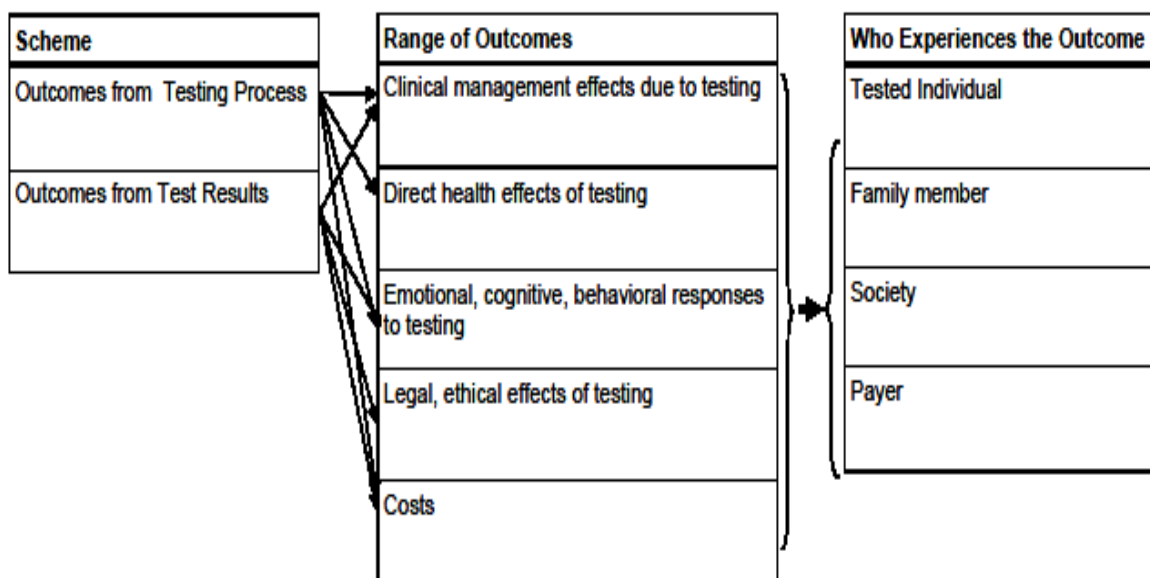 Scheme
Outcomes from Testing Process
Outcomes from Test Results
Range of Outcomes
Clinical management effects due to testing
Direct health effects of testing
Emotional, cognitive, behavioral responses
to testing
Legal, ethical effects of testing
Costs
Who Experiences the Outcome
Tested Individual
Family member
Society
Payer